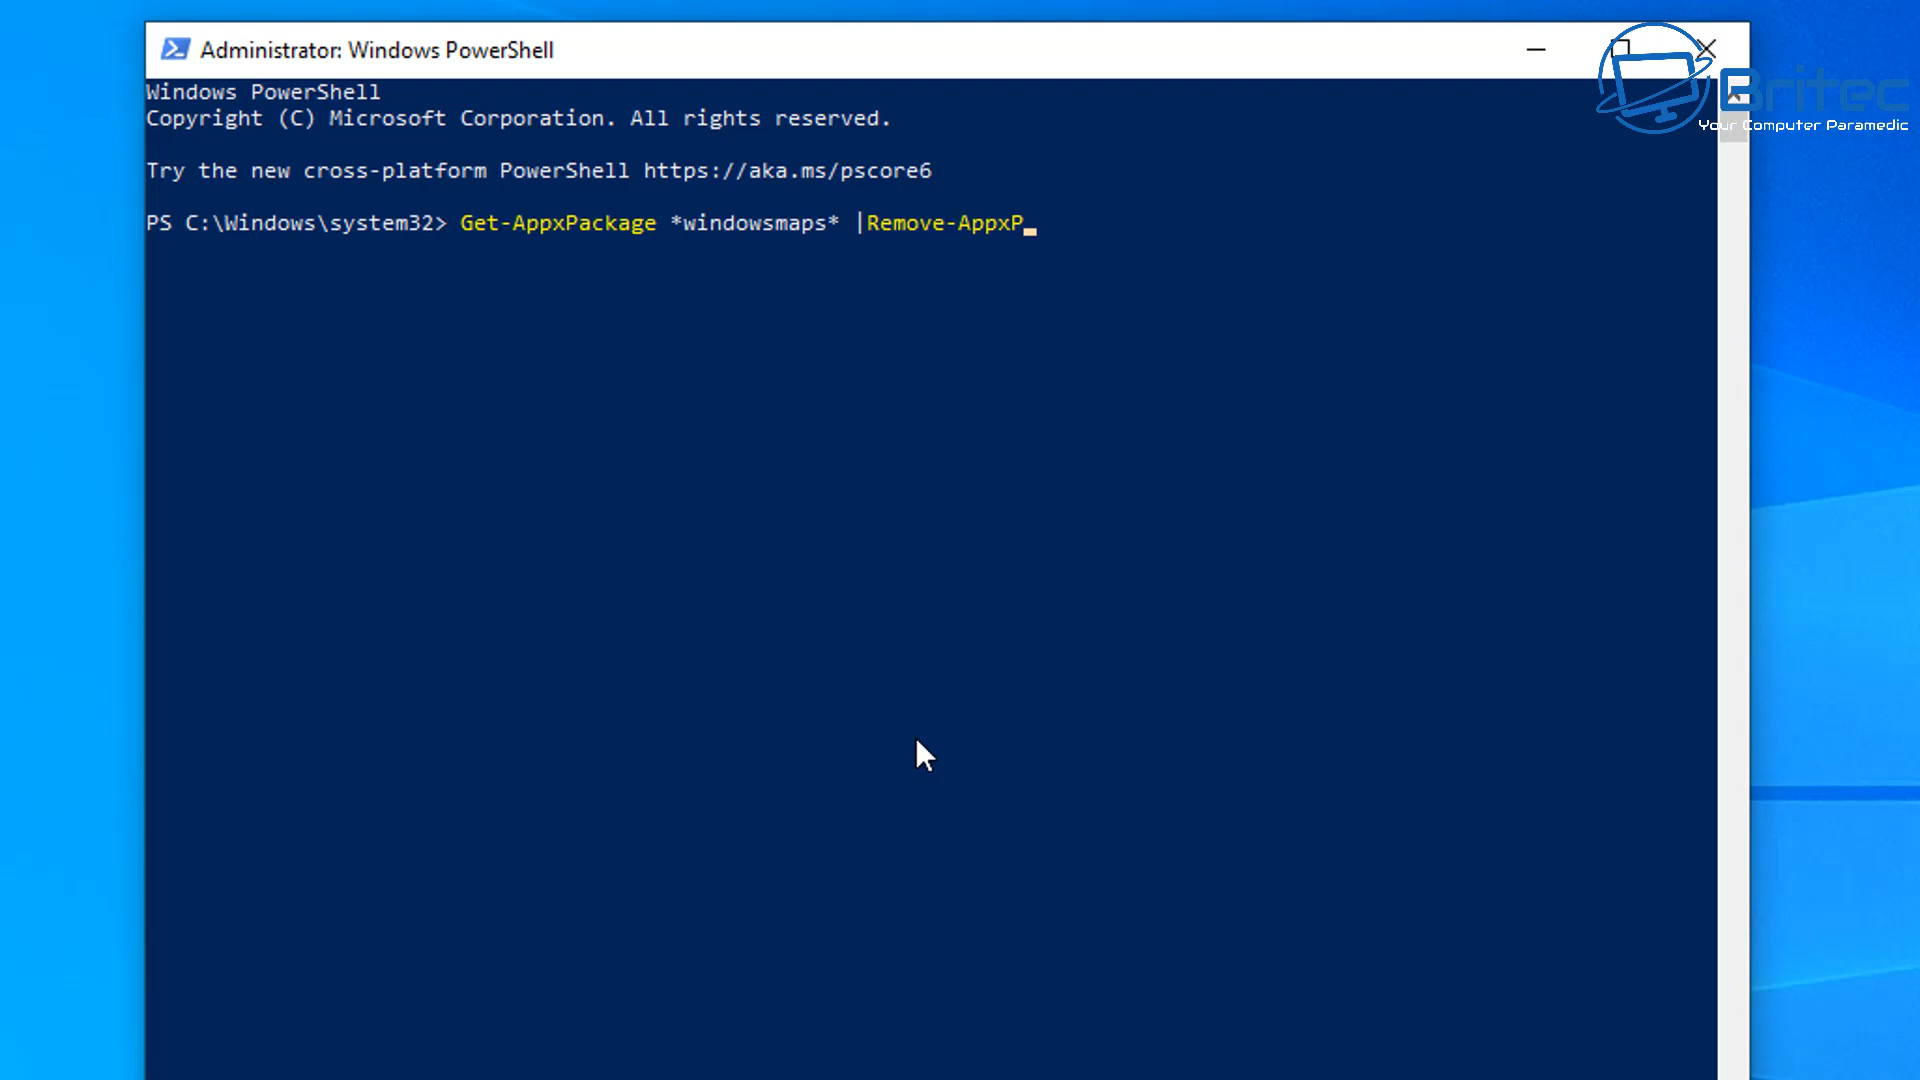 Administrator: Windows PowerShell
Britec
Your Computer Paramedic
Windows PowerShell
Copyright (C) Microsoft Corporation. All rights reserved.
Try the new cross-platform PowerShell https://aka.ms/pscore6
PS C:\Windows\system32> Get-AppxPackage *windowsmaps* |Remove-AppxP